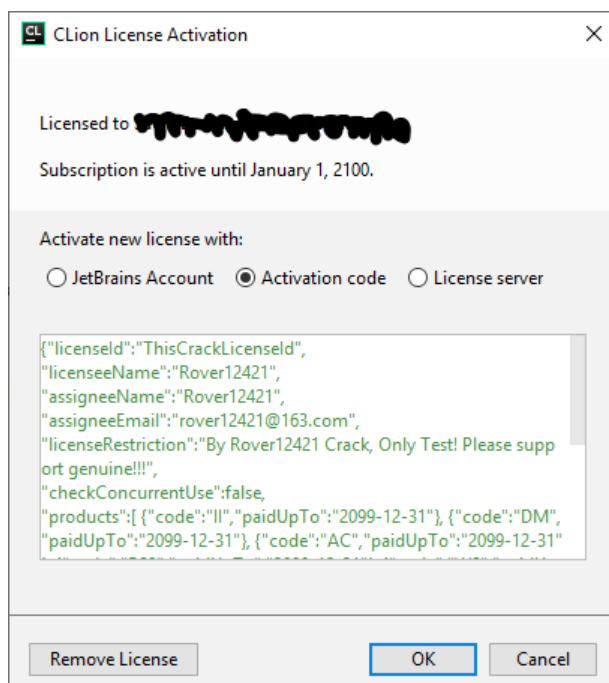 CL CLion License Activation
Licensed to
Subscription is active until January 1, 2100.
Activate new license with:
JetBrains Account Activation code License server
{"licenseId":"ThisCrackLicenseId",
"licenseeName":"Rover12421",
"assigneeName":"Rover12421",
"assigneeEmail":"rover12421@163.com",
"licenseRestriction":"By Rover12421 Crack, Only Test! Please supp
ort genuine!!!",
"checkConcurrentUse":false,
"products":[ {"code":"II","paidUpTo":"2099-12-31"}, {"code":"DM",
"paidUpTo":"2099-12-31"}, {"code":"AC","paidUpTo":"2099-12-31"
Remove License OK Cancel